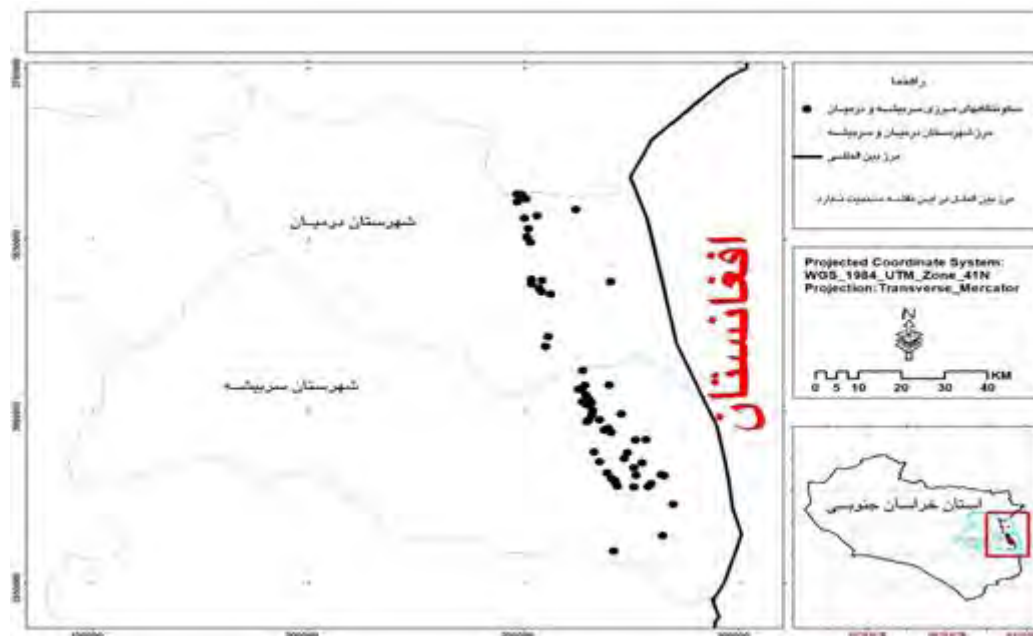 راهنما
سکونتگاههای مرزی سربیشه و درمیان
مرز شهرستان درمیان و سربیشه
مرز بین المللی
مرز بین الملل در این نقشه سندیت ندارد
شهرستان درمیان
شهرستان سربیشه
افغانستان
Projected Coordinate System:
WGS_1984_UTM_Zone_41N
Projection: Transverse_Mercator
N
KM
0 5 10 20 30 40
استان خراسان جنوبی